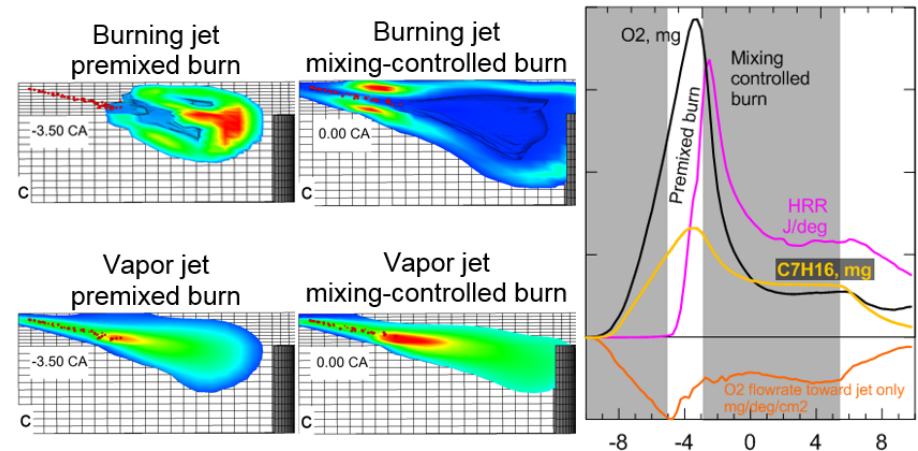 Burning jet
premixed burn
-3.50 CA
C
Burning jet
mixing-controlled burn
0.00 CA
C
Vapor jet
premixed burn
-3.50 CA
C
Vapor jet
mixing-controlled burn
0.00 CA
C
O2, mg
Mixing
controlled
burn
Premixed burn
HRR
J/deg
C7H16, mg
O2 flowrate toward jet only
mg/deg/cm2
-8 -4 0 4 8